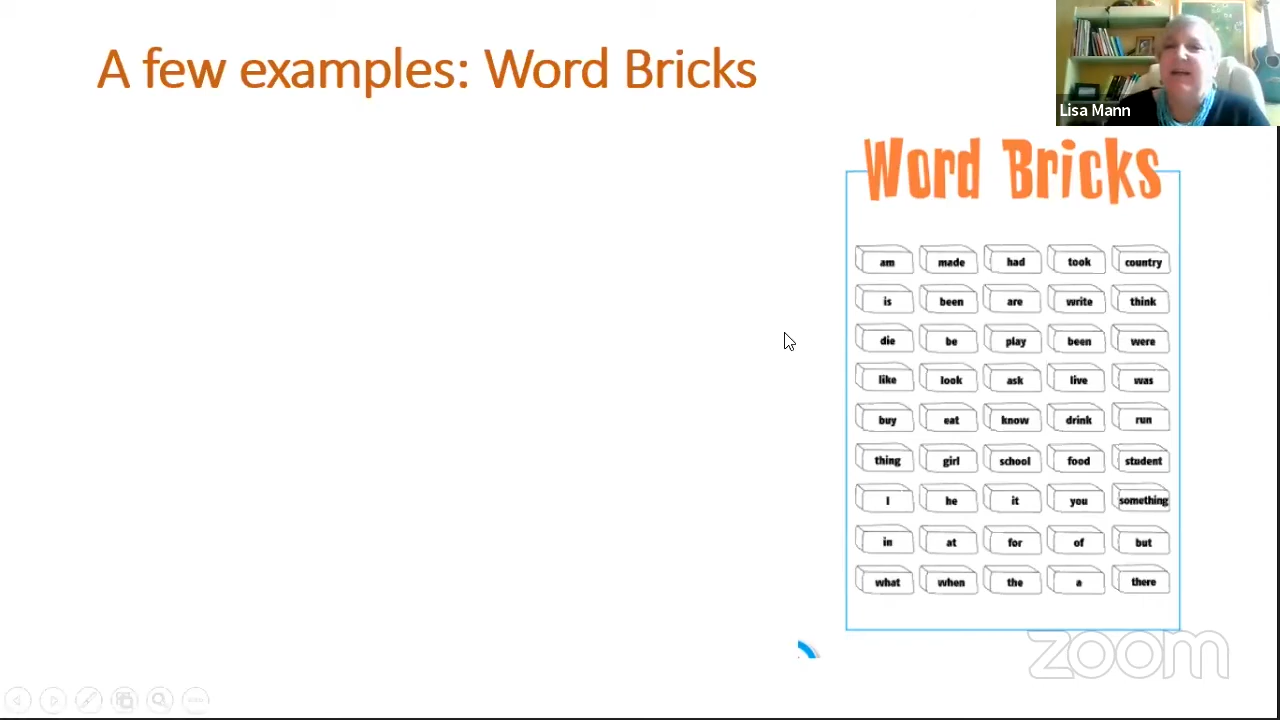 A few examples: Word Bricks
Lisa Mann
Word Bricks
am made had took country
is been are write think
die be play been were
like look ask live was
buy eat know drink run
thing girl school food student
I he it you something
in at for of but
what when the a there
zoom